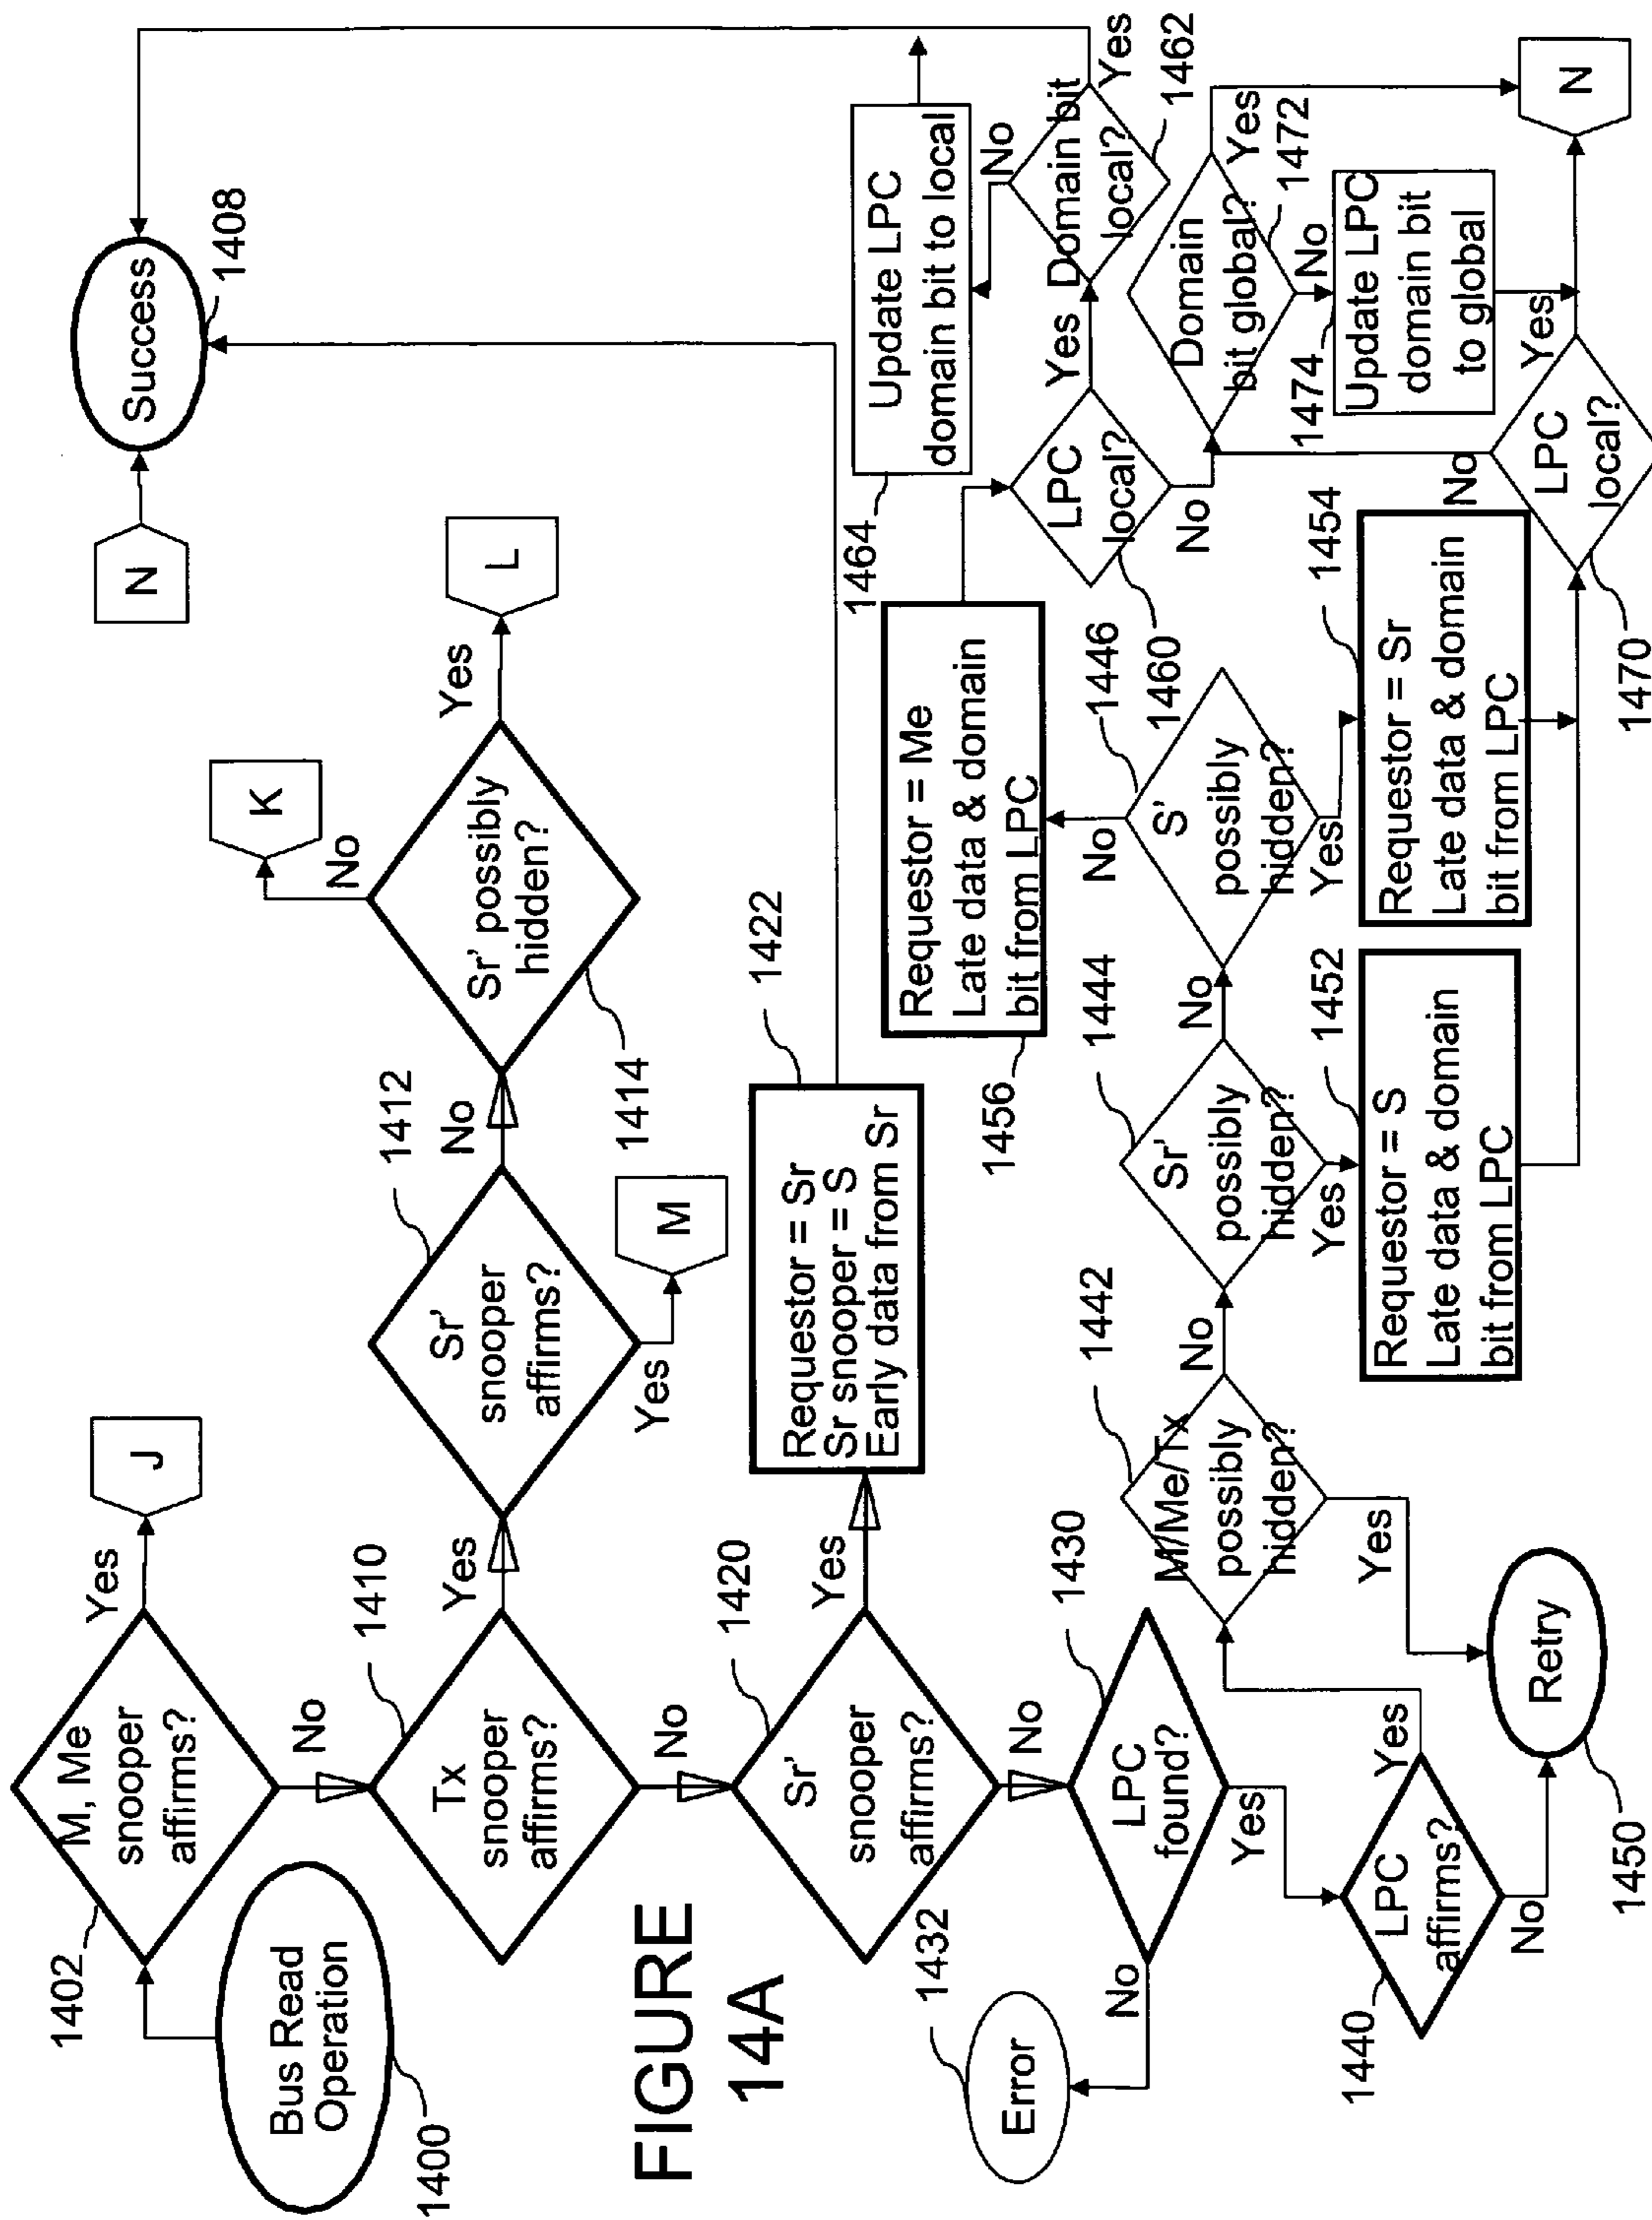 Bus Read
Operation
1400
1402
M, Me
snooper
affirms?
Yes
J
No
1410
Tx
snooper
affirms?
Yes
1412
Sr'
snooper
affirms?
No
Yes
M
1414
Sr' possibly
hidden?
No
K
Yes
L
N
Success
1408
No
1420
Sr'
snooper
affirms?
Yes
1422
Requestor = Sr
Sr snooper = S
Early data from Sr
No
1430
LPC
found?
No
1432
Error
Yes
1440
LPC
affirms?
No
Yes
1450
Retry
1442
M/Me/Tx
possibly
hidden?
Yes
No
1444
Sr'
possibly
hidden?
Yes
No
1452
Requestor = S
Late data & domain
bit from LPC
1446
S'
possibly
hidden?
No
Yes
1454
Requestor = Sr
Late data & domain
bit from LPC
1456
Requestor = Me
Late data & domain
bit from LPC
1460
LPC
local?
Yes
No
1462
Domain bit
local?
Yes
No
1464
Update LPC
domain bit to local
1470
LPC
local?
No
Yes
1472
Domain
bit global?
Yes
No
1474
Update LPC
domain bit
to global
N
FIGURE
14A